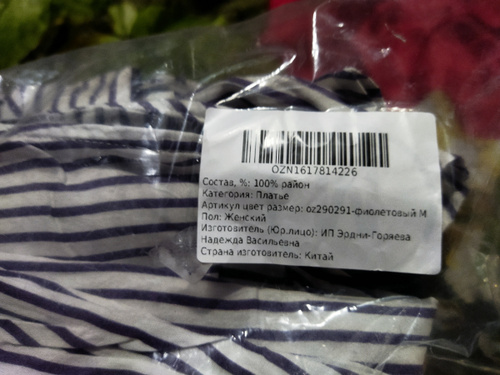 OZN1617814226
Состав, %: 100% район
Категория: Платье
Артикул цвет размер: oz290291-фиолетовый M
Пол: Женский
Изготовитель (Юр.лицо): ИП Эрдни-Горяева
Надежда Васильевна
Страна изготовитель: Китай